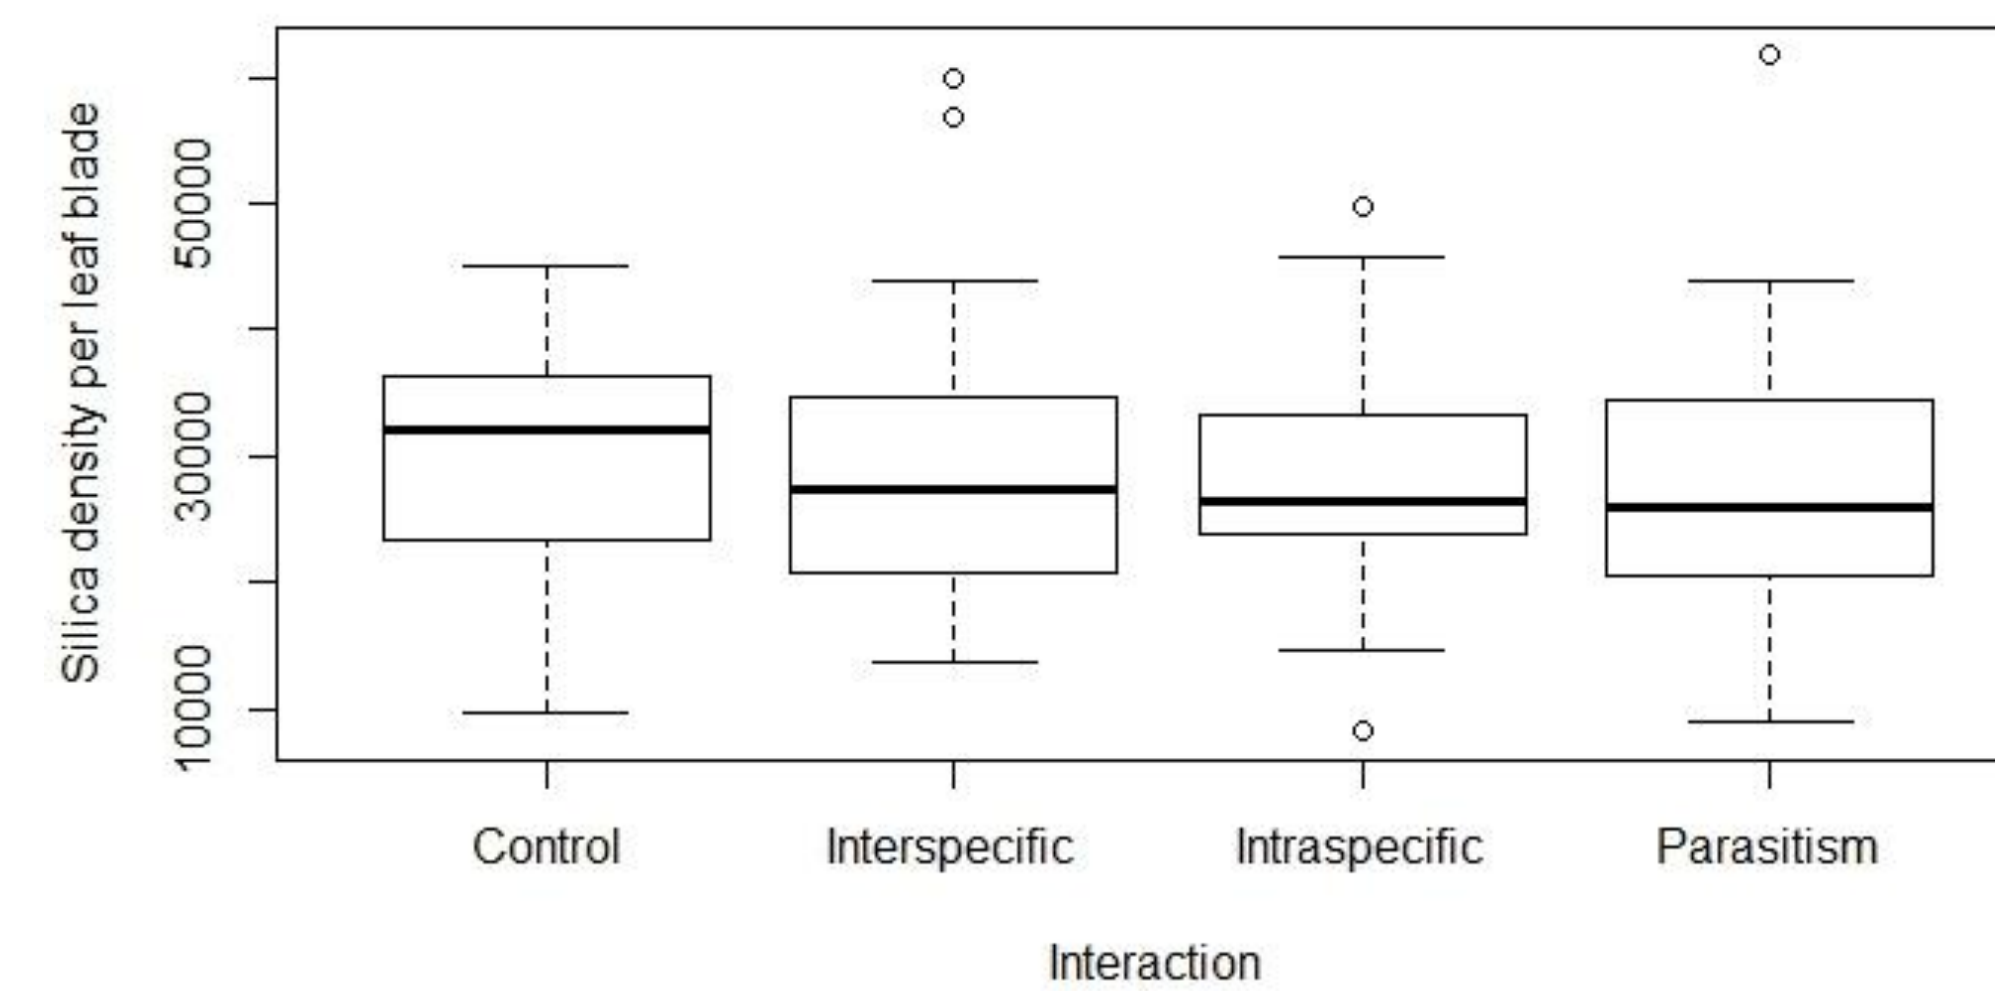 Silica density per leaf blade
50000
30000
10000
Control
Interspecific
Intraspecific
Parasitism
Interaction